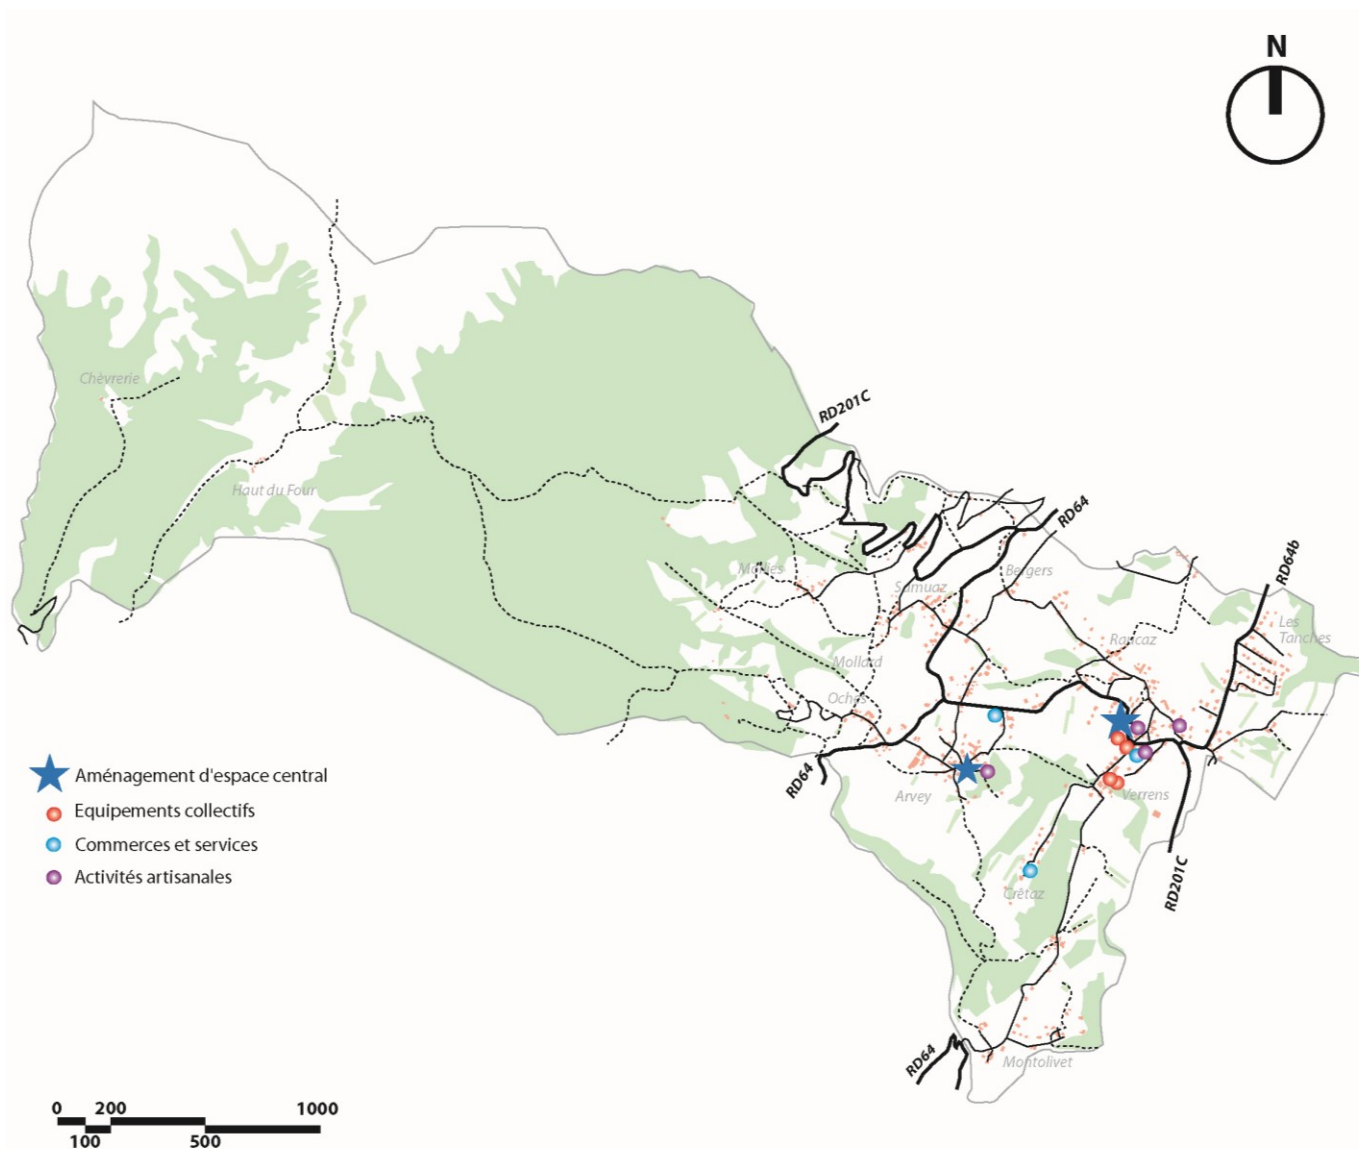 N
RD201C
Chèvrerie
Haut du Four
RD64
Bergers
RD64b
Samuaz
Les
Tanches
Rancaz
Mollard
Oches
RD64
Arvey
Verrens
Crêtaz
RD201C
RD64
Montolivet
Aménagement d'espace central
Equipements collectifs
Commerces et services
Activités artisanales
0 200 1000
100 500